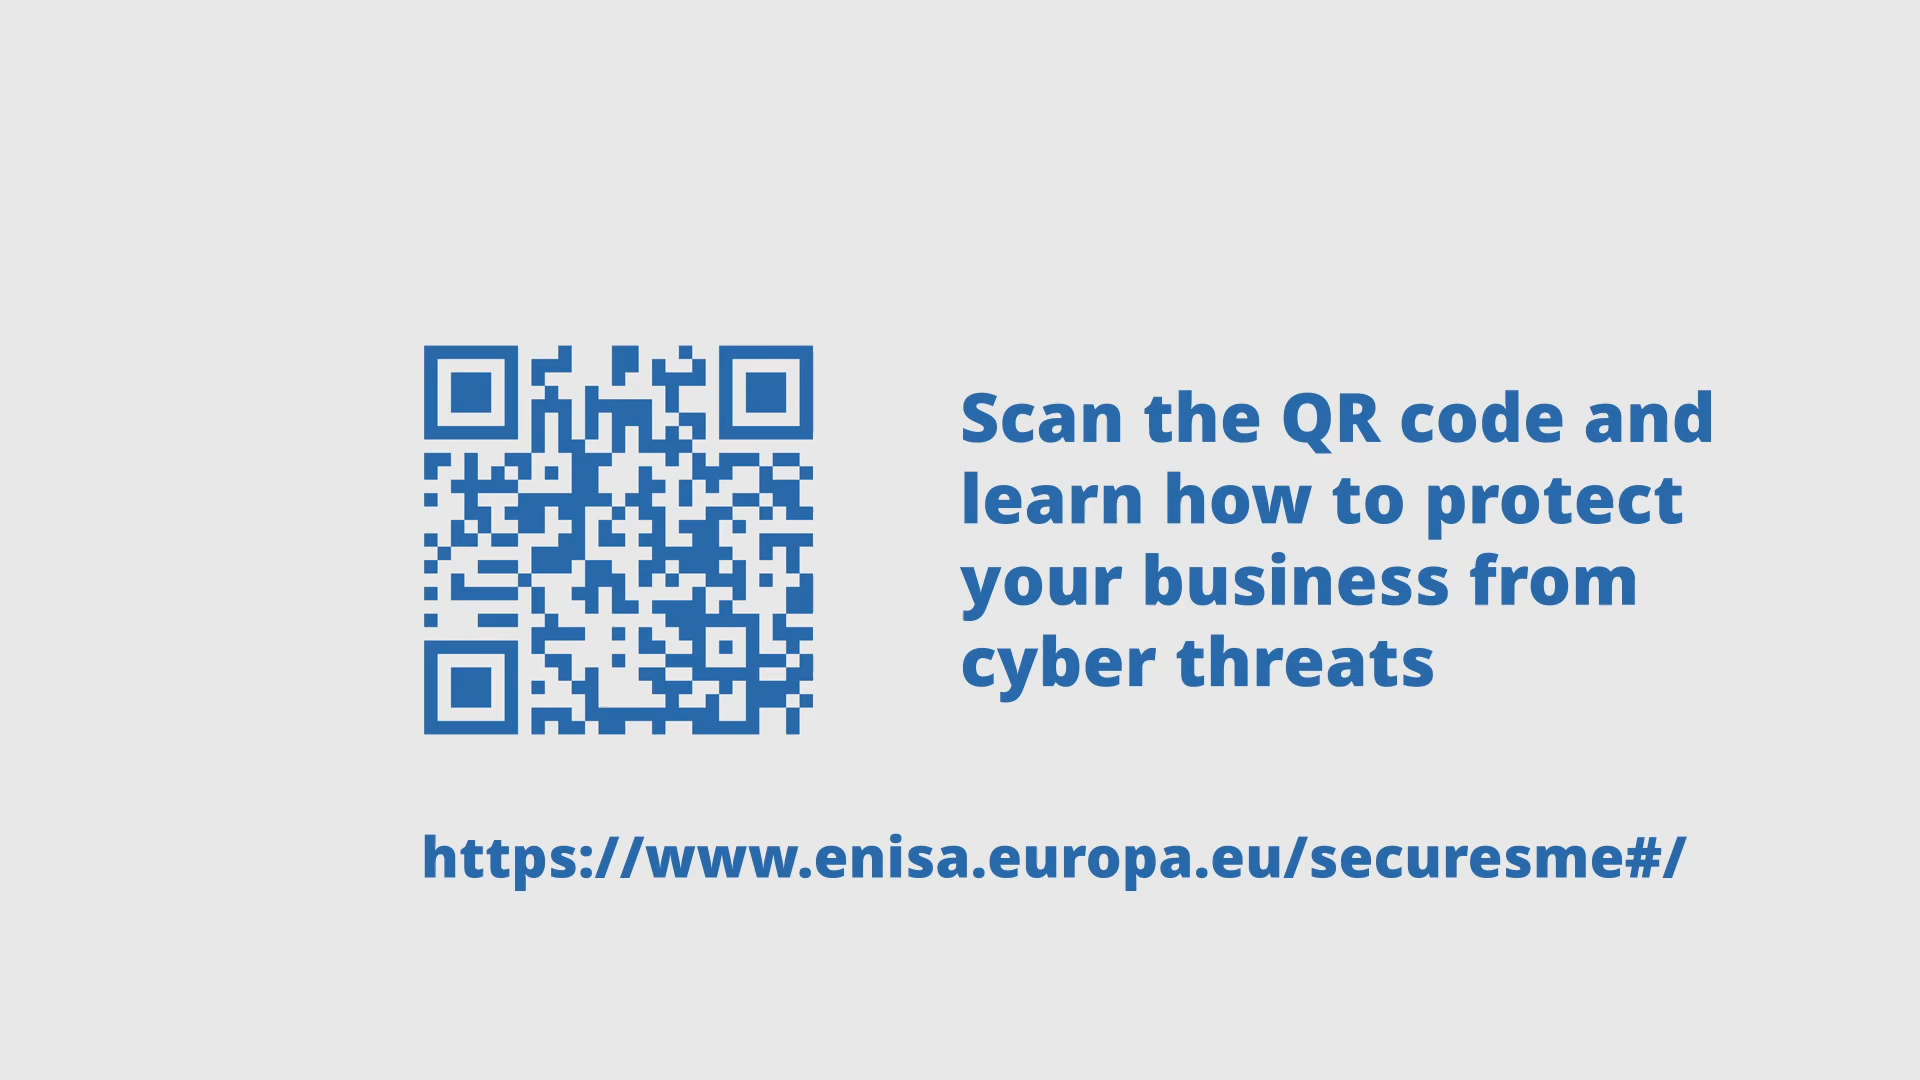 Scan the QR code and
learn how to protect
your business from
cyber threats
https://www.enisa.europa.eu/securesme#/